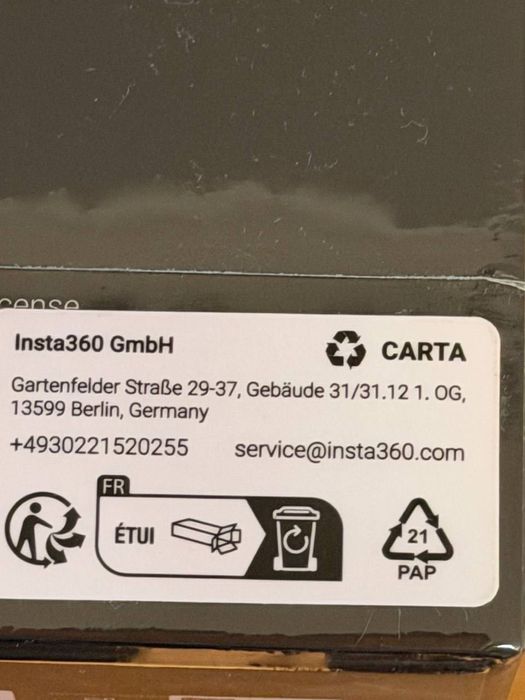 cense
Insta360 GmbH
CARTA
Gartenfelder Straße 29-37, Gebäude 31/31.12 1. OG,
13599 Berlin, Germany
+4930221520255 service@insta360.com
FR
ÉTUI
21
PAP